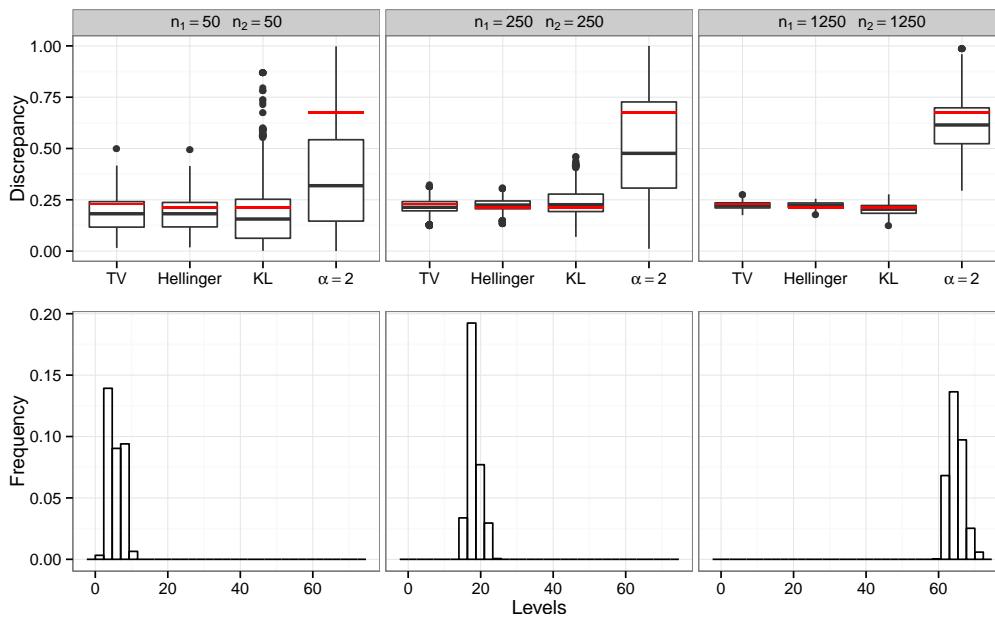 n₁ = 50 n₂ = 50
n₁ = 250 n₂ = 250
n₁ = 1250 n₂ = 1250
Discrepancy
1.00
0.75
0.50
0.25
0.00
TV Hellinger KL α = 2
TV Hellinger KL α = 2
TV Hellinger KL α = 2
Frequency
0.20
0.15
0.10
0.05
0.00
0 20 40 60
0 20 40 60
0 20 40 60
Levels